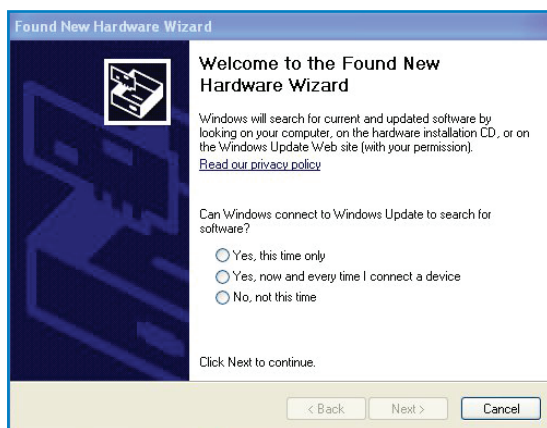 Found New Hardware Wizard
Welcome to the Found New
Hardware Wizard
Windows will search for current and updated software by
looking on your computer, on the hardware installation CD, or on
the Windows Update Web site (with your permission).
Read our privacy policy
Can Windows connect to Windows Update to search for
software?
Yes, this time only
Yes, now and every time I connect a device
No, not this time
Click Next to continue.
< Back Next > Cancel